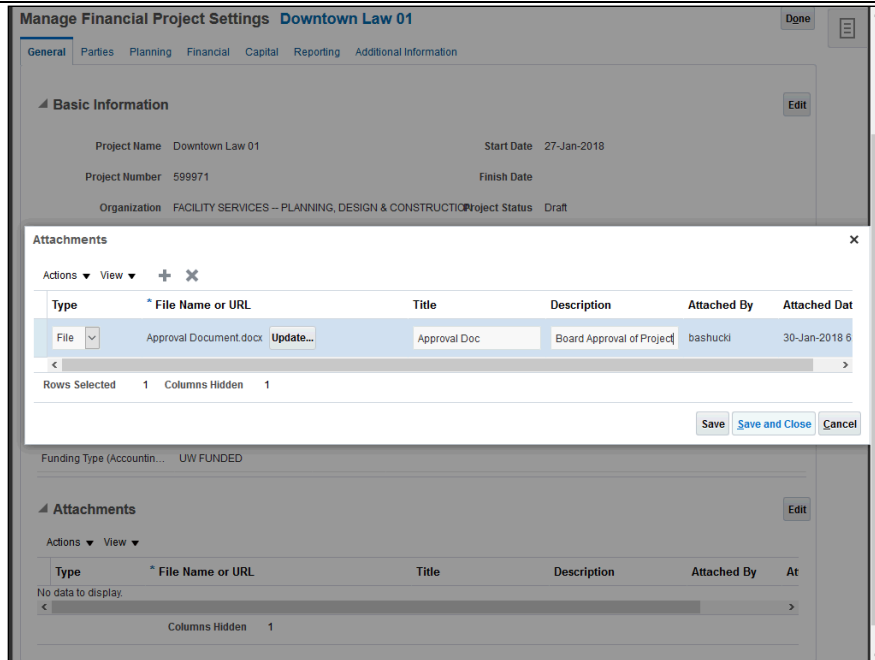 Manage Financial Project Settings Downtown Law 01 Done
General Parties Planning Financial Capital Reporting Additional Information
Basic Information Edit
Project Name Downtown Law 01 Start Date 27-Jan-2018
Project Number 599971 Finish Date
Organization FACILITY SERVICES -- PLANNING, DESIGN & CONSTRUCTION Project Status Draft
Attachments
Actions View
Type * File Name or URL Title Description Attached By Attached Dat
File Approval Document.docx Update... Approval Doc Board Approval of Project bashucki 30-Jan-2018 6
Rows Selected 1 Columns Hidden 1
Save Save and Close Cancel
Funding Type (Accountin... UW FUNDED
Attachments Edit
Actions View
Type * File Name or URL Title Description Attached By At
No data to display.
Columns Hidden 1